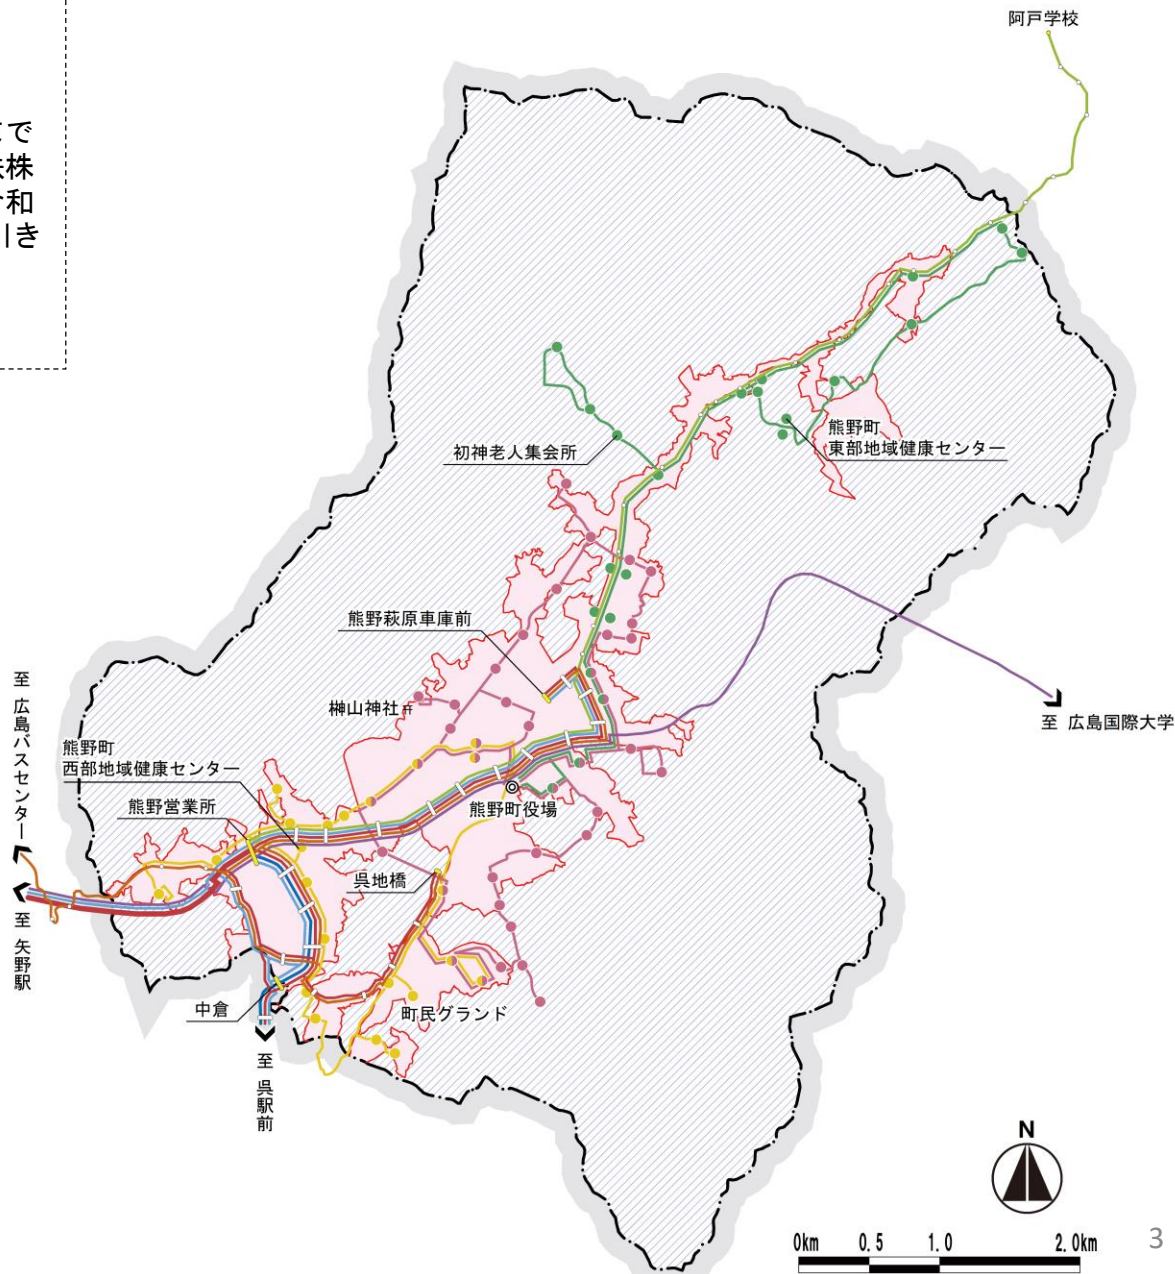 で
株
和
引き
阿戸学校
初神老人集会所
熊野町
東部地域健康センター
熊野萩原車庫前
至 広島国際大学
榊山神社
至 広島バスセンター
熊野町
西部地域健康センター
熊野営業所
熊野町役場
呉地橋
至 矢野駅
中倉
町民グランド
至 呉駅前
N
0km 0.5 1.0 2.0km
3